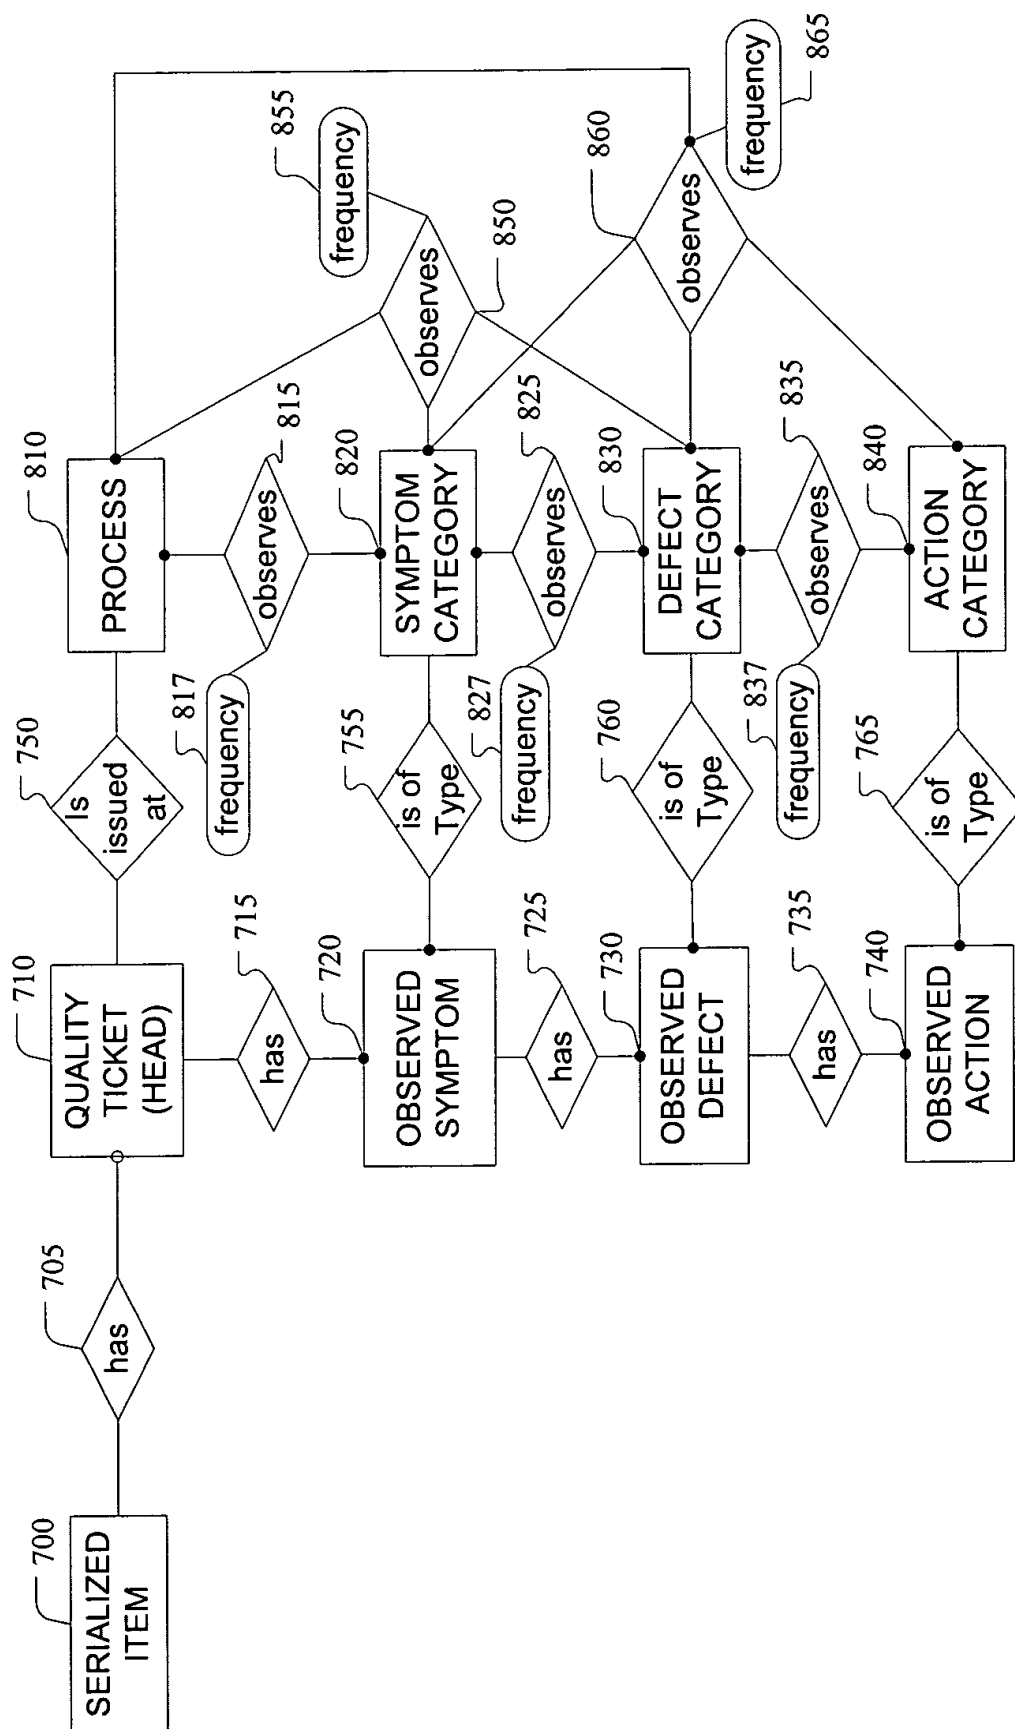 700
SERIALIZED
ITEM
705
has
710
QUALITY
TICKET
(HEAD)
750
Is
issued
at
810
PROCESS
715
has
817
frequency
815
observes
855
frequency
720
OBSERVED
SYMPTOM
755
is of
Type
820
SYMPTOM
CATEGORY
observes
850
725
has
827
frequency
825
observes
860
730
OBSERVED
DEFECT
760
is of
Type
830
DEFECT
CATEGORY
observes
frequency
865
735
has
837
frequency
835
observes
740
OBSERVED
ACTION
765
is of
Type
840
ACTION
CATEGORY